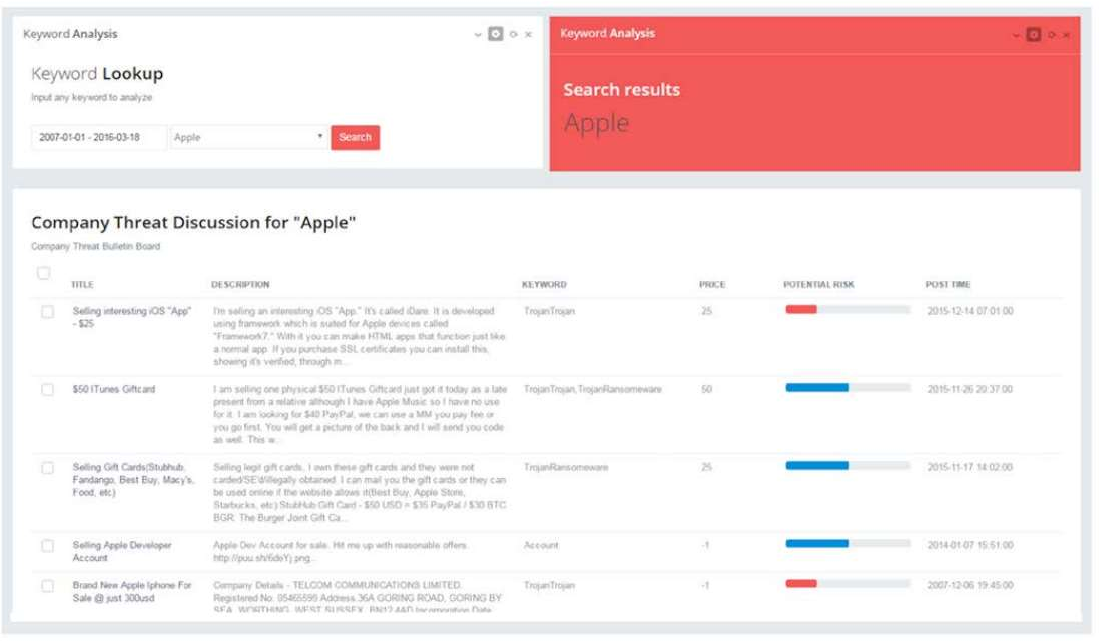 Keyword Analysis
Keyword Lookup
Input any keyword to analyze
2007-01-01 - 2016-03-18 Apple Search
Keyword Analysis
Search results
Apple
Company Threat Discussion for "Apple"
Company Threat Bulletin Board
TITLE DESCRIPTION KEYWORD PRICE POTENTIAL RISK POST TIME
Selling interesting iOS "App"
- $25
I'm selling an interesting iOS "App." It's called iDare. It is developed
using framework which is suited for Apple devices called
"Framework7." With it you can make HTML apps that function just like
a normal app. If you purchase SSL certificates you can install this,
showing it's verified, through m...
TrojanTrojan 25 2015-12-14 07:01:00
$50 ITunes Giftcard
I am selling one physical $50 ITunes Giftcard just got it today as a late
present from a relative although I have Apple Music so I have no use
for it. I am looking for $40 PayPal, we can use a MM you pay fee or
you go first. You will get a picture of the back and I will send you code
as well. This w...
TrojanTrojan,TrojanRansomeware 50 2015-11-26 20:37:00
Selling Gift Cards(Stubhub,
Fandango, Best Buy, Macy's,
Food, etc)
Selling legit gift cards. I own these gift cards and they were not
carded/SE'd/illegally obtained. I can mail you the gift cards or they can
be used online if the website allows it(Best Buy, Apple Store,
Starbucks, etc) StubHub Gift Card - $50 USD = $35 PayPal / $30 BTC
BGR: The Burger Joint Gift Ca...
TrojanRansomeware 25 2015-11-17 14:02:00
Selling Apple Developer
Account
Apple Dev Account for sale. Hit me up with reasonable offers.
http://puu.sh/6deYj.png...
Account -1 2014-01-07 15:51:00
Brand New Apple Iphone For
Sale @ just 300usd
Company Details - TELCOM COMMUNICATIONS LIMITED.
Registered No. 05465599 Address.36A GORING ROAD, GORING BY
SEA, WORTHING, WEST SUSSEX, BN12 4AD Incorporation Date
TrojanTrojan -1 2007-12-06 19:45:00